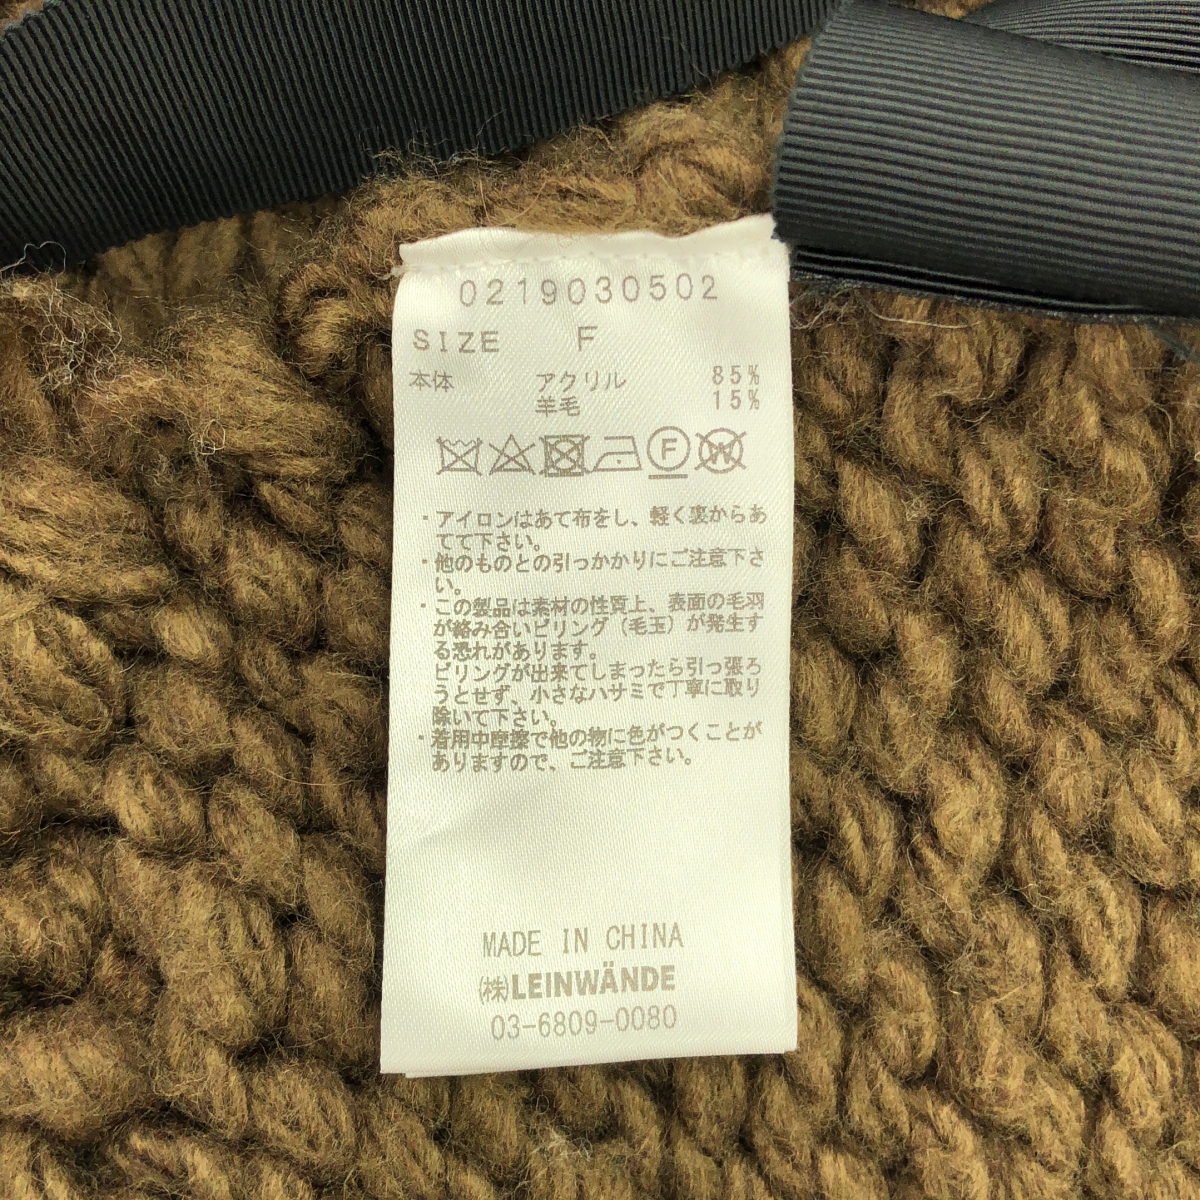 0219030502
SIZE F
本体 アクリル 85%
羊毛 15%
F W
・アイロンはあて布をし、軽く裏からあ
てて下さい。
・他のものとの引っかかりにご注意下さ
い。
・この製品は素材の性質上、表面の毛羽
が絡み合いピリング（毛玉）が発生す
る恐れがあります。
ピリングが出来てしまったら引っ張ろ
うとせず、小さなハサミで丁寧に取り
除いて下さい。
・着用中摩擦で他の物に色がつくことが
ありますので、ご注意下さい。
MADE IN CHINA
(株)LEINWÄNDE
03-6809-0080